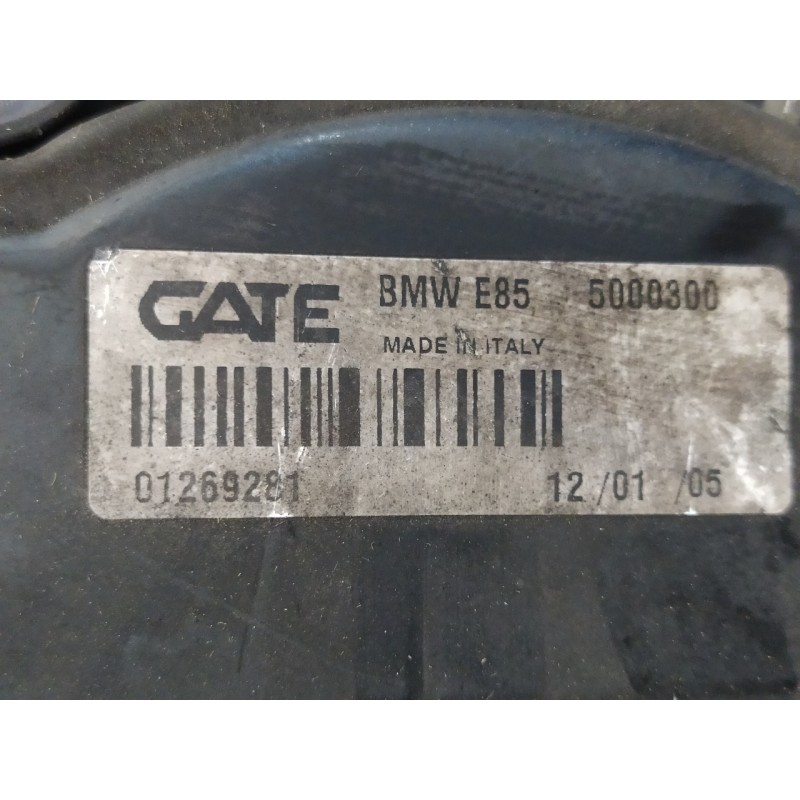 GATE BMW E85 5000300
MADE IN ITALY
01269281 12/01/05